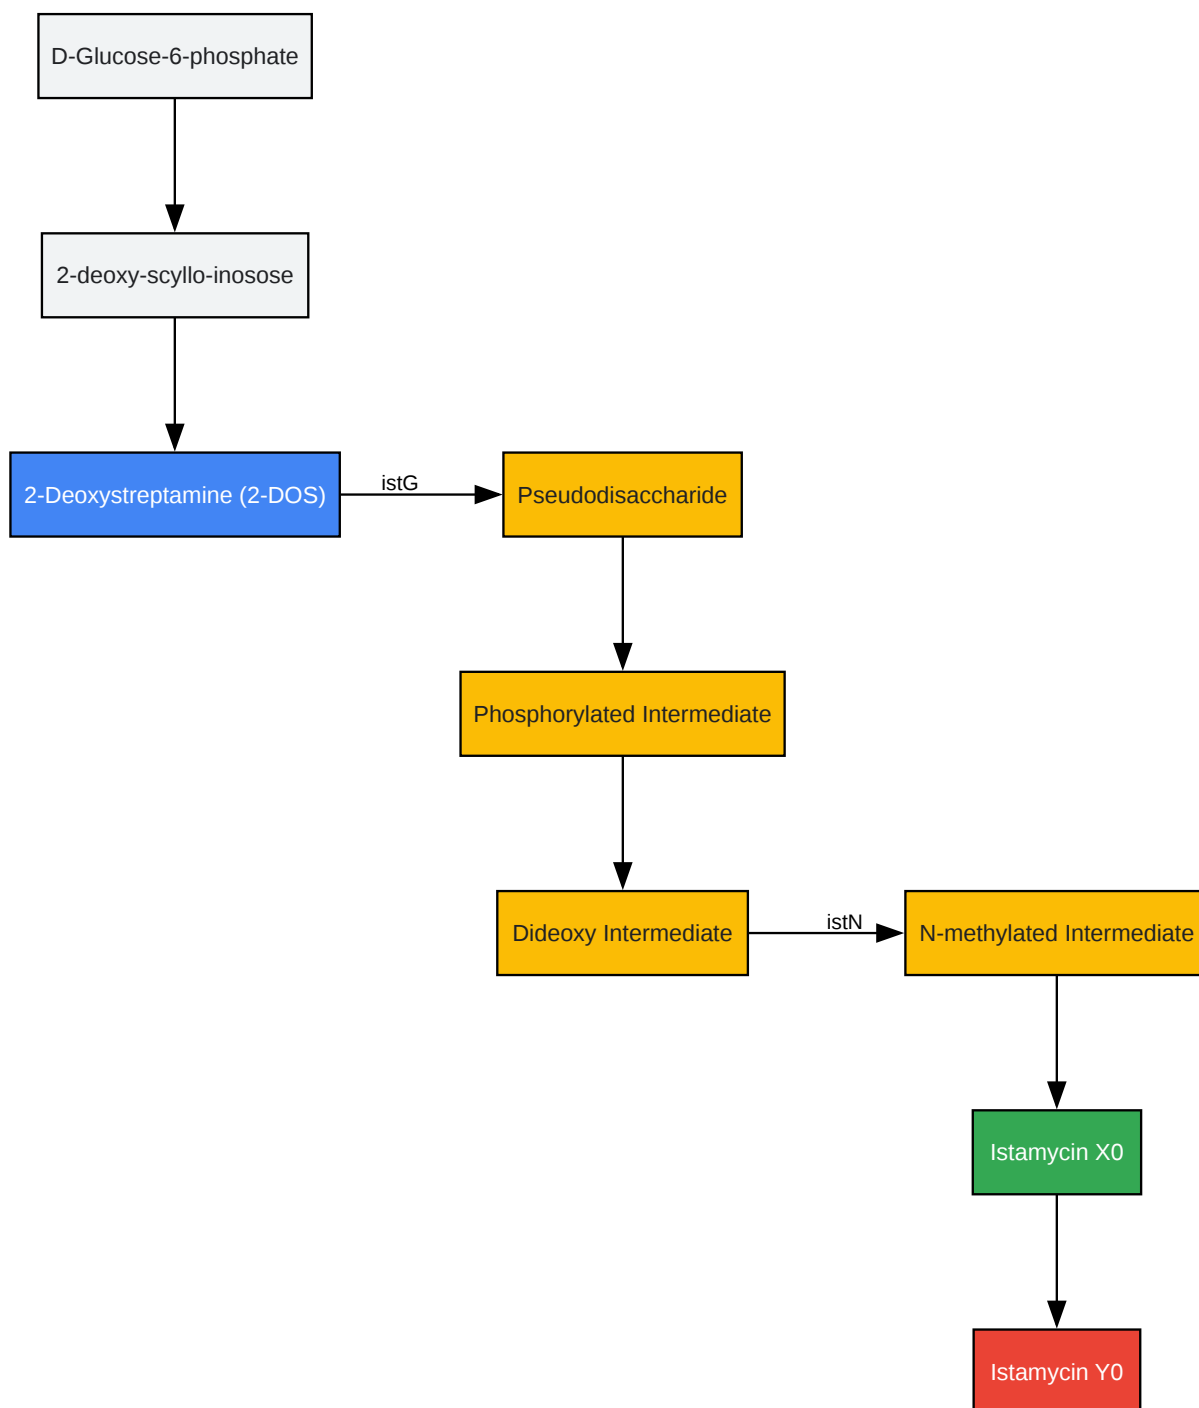 D-Glucose-6-phosphate
2-deoxy-scyllo-inosose
2-Deoxystreptamine (2-DOS)
istG
Pseudodisaccharide
Phosphorylated Intermediate
Dideoxy Intermediate
istN
N-methylated Intermediate
Istamycin X0
Istamycin Y0